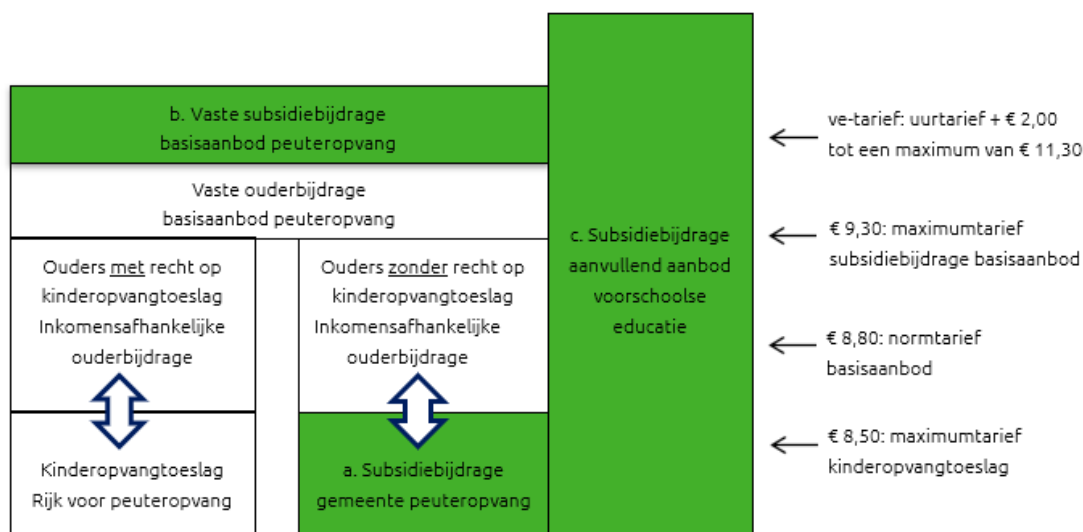 b. Vaste subsidiebijdrage
basisaanbod peuteropvang
Vaste ouderbijdrage
basisaanbod peuteropvang
Ouders met recht op
kinderopvangtoeslag
Inkomensafhankelijke
ouderbijdrage
Kinderopvangtoeslag
Rijk voor peuteropvang
Ouders zonder recht op
kinderopvangtoeslag
Inkomensafhankelijke
ouderbijdrage
a. Subsidiebijdrage
gemeente peuteropvang
c. Subsidiebijdrage
aanvullend aanbod
voorschoolse
educatie
ve-tarief: uurtarief + € 2,00
tot een maximum van € 11,30
€ 9,30: maximumtarief
subsidiebijdrage basisaanbod
€ 8,80: normtarief
basisaanbod
€ 8,50: maximumtarief
kinderopvangtoeslag